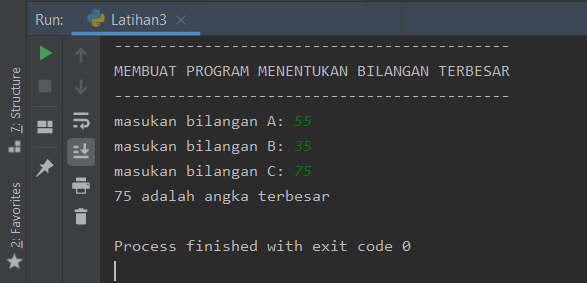 Run: Latihan3
--------------------------------------------
MEMBUAT PROGRAM MENENTUKAN BILANGAN TERBESAR
--------------------------------------------
masukan bilangan A: 55
masukan bilangan B: 35
masukan bilangan C: 75
75 adalah angka terbesar
Process finished with exit code 0
7: Structure
2: Favorites